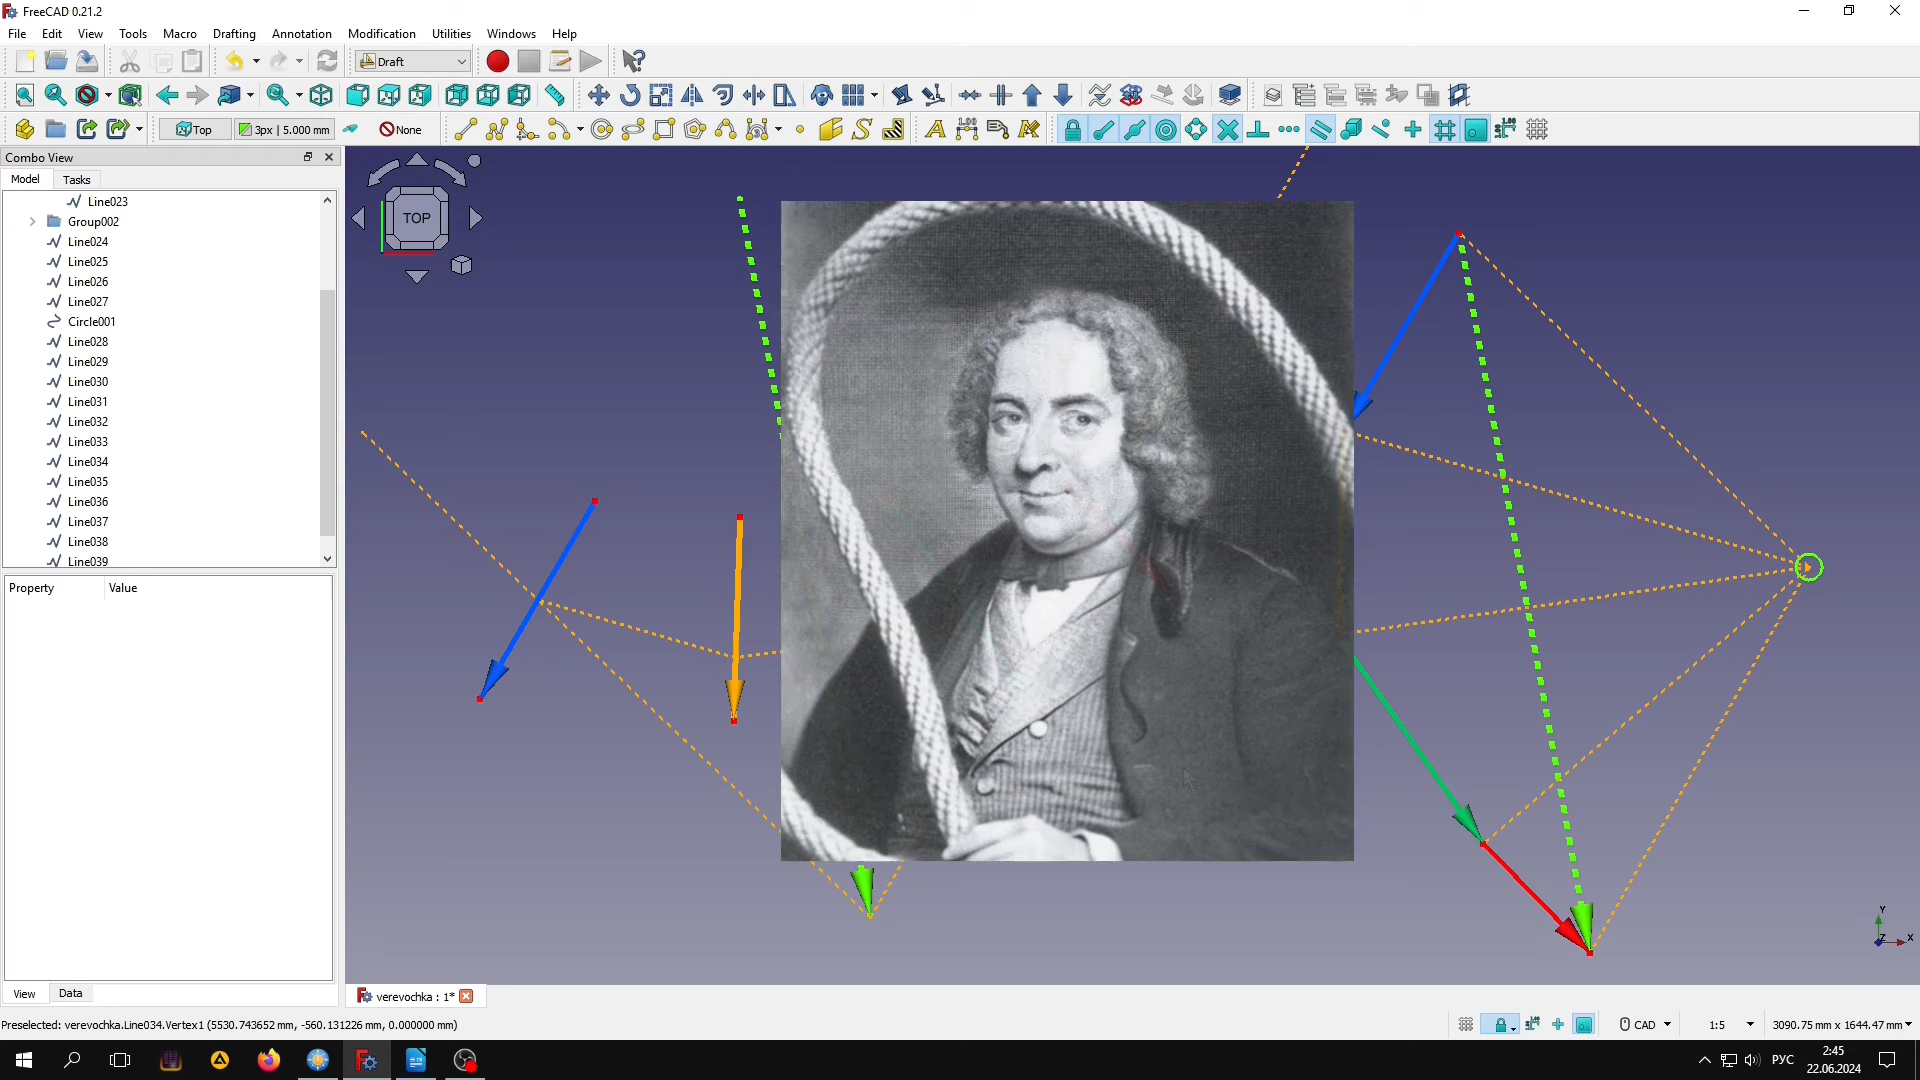 FreeCAD 0.21.2
File Edit View Tools Macro Drafting Annotation Modification Utilities Windows Help
Draft
Top 3px | 5.000 mm None
Combo View
Model Tasks
Line023
Group002
Line024
Line025
Line026
Line027
Circle001
Line028
Line029
Line030
Line031
Line032
Line033
Line034
Line035
Line036
Line037
Line038
Line039
Property Value
TOP
Y
Z X
View Data
verevochka : 1*
Preselected: verevochka.Line034.Vertex1 (5530.743652 mm, -560.131226 mm, 0.000000 mm)
CAD 1:5 3090.75 mm x 1644.47 mm
РУС 2:45
22.06.2024